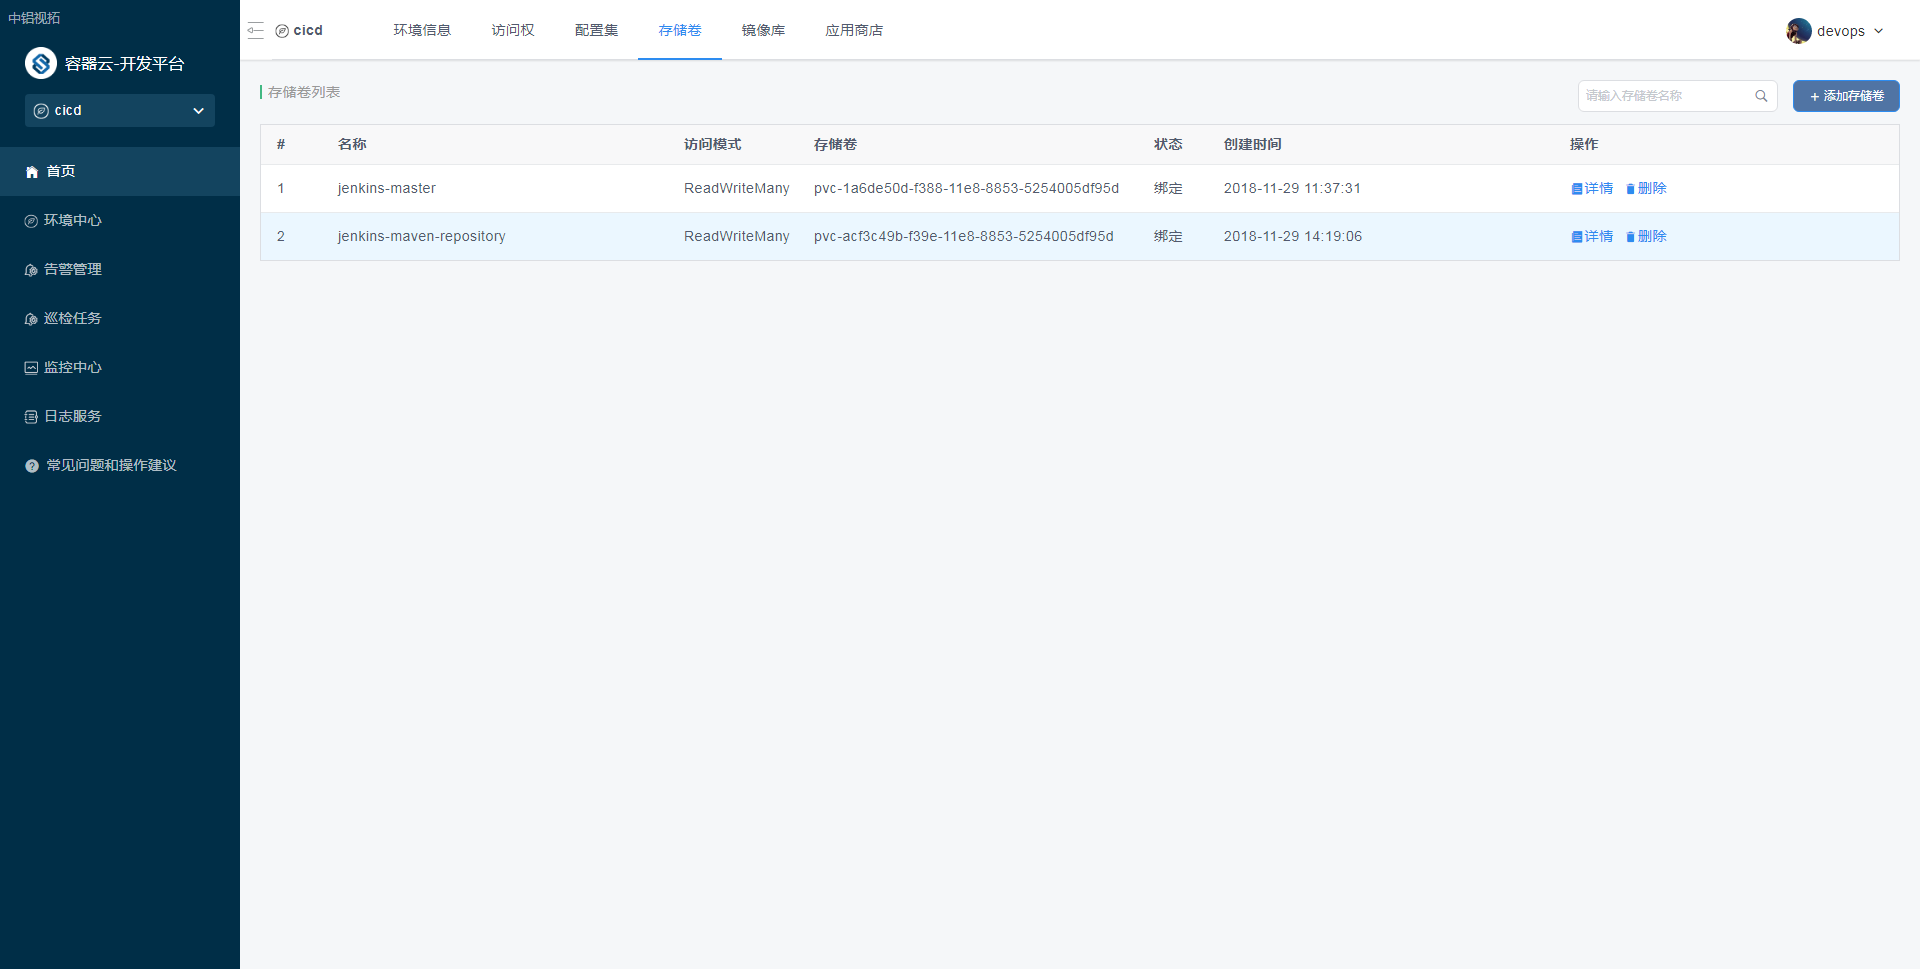 中铝视拓
容器云-开发平台
cicd
首页
环境中心
告警管理
巡检任务
监控中心
日志服务
常见问题和操作建议
cicd 环境信息 访问权 配置集 存储卷 镜像库 应用商店 devops
存储卷列表 请输入存储卷名称 + 添加存储卷
# 名称 访问模式 存储卷 状态 创建时间 操作
1 jenkins-master ReadWriteMany pvc-1a6de50d-f388-11e8-8853-5254005df95d 绑定 2018-11-29 11:37:31 详情 删除
2 jenkins-maven-repository ReadWriteMany pvc-acf3c49b-f39e-11e8-8853-5254005df95d 绑定 2018-11-29 14:19:06 详情 删除